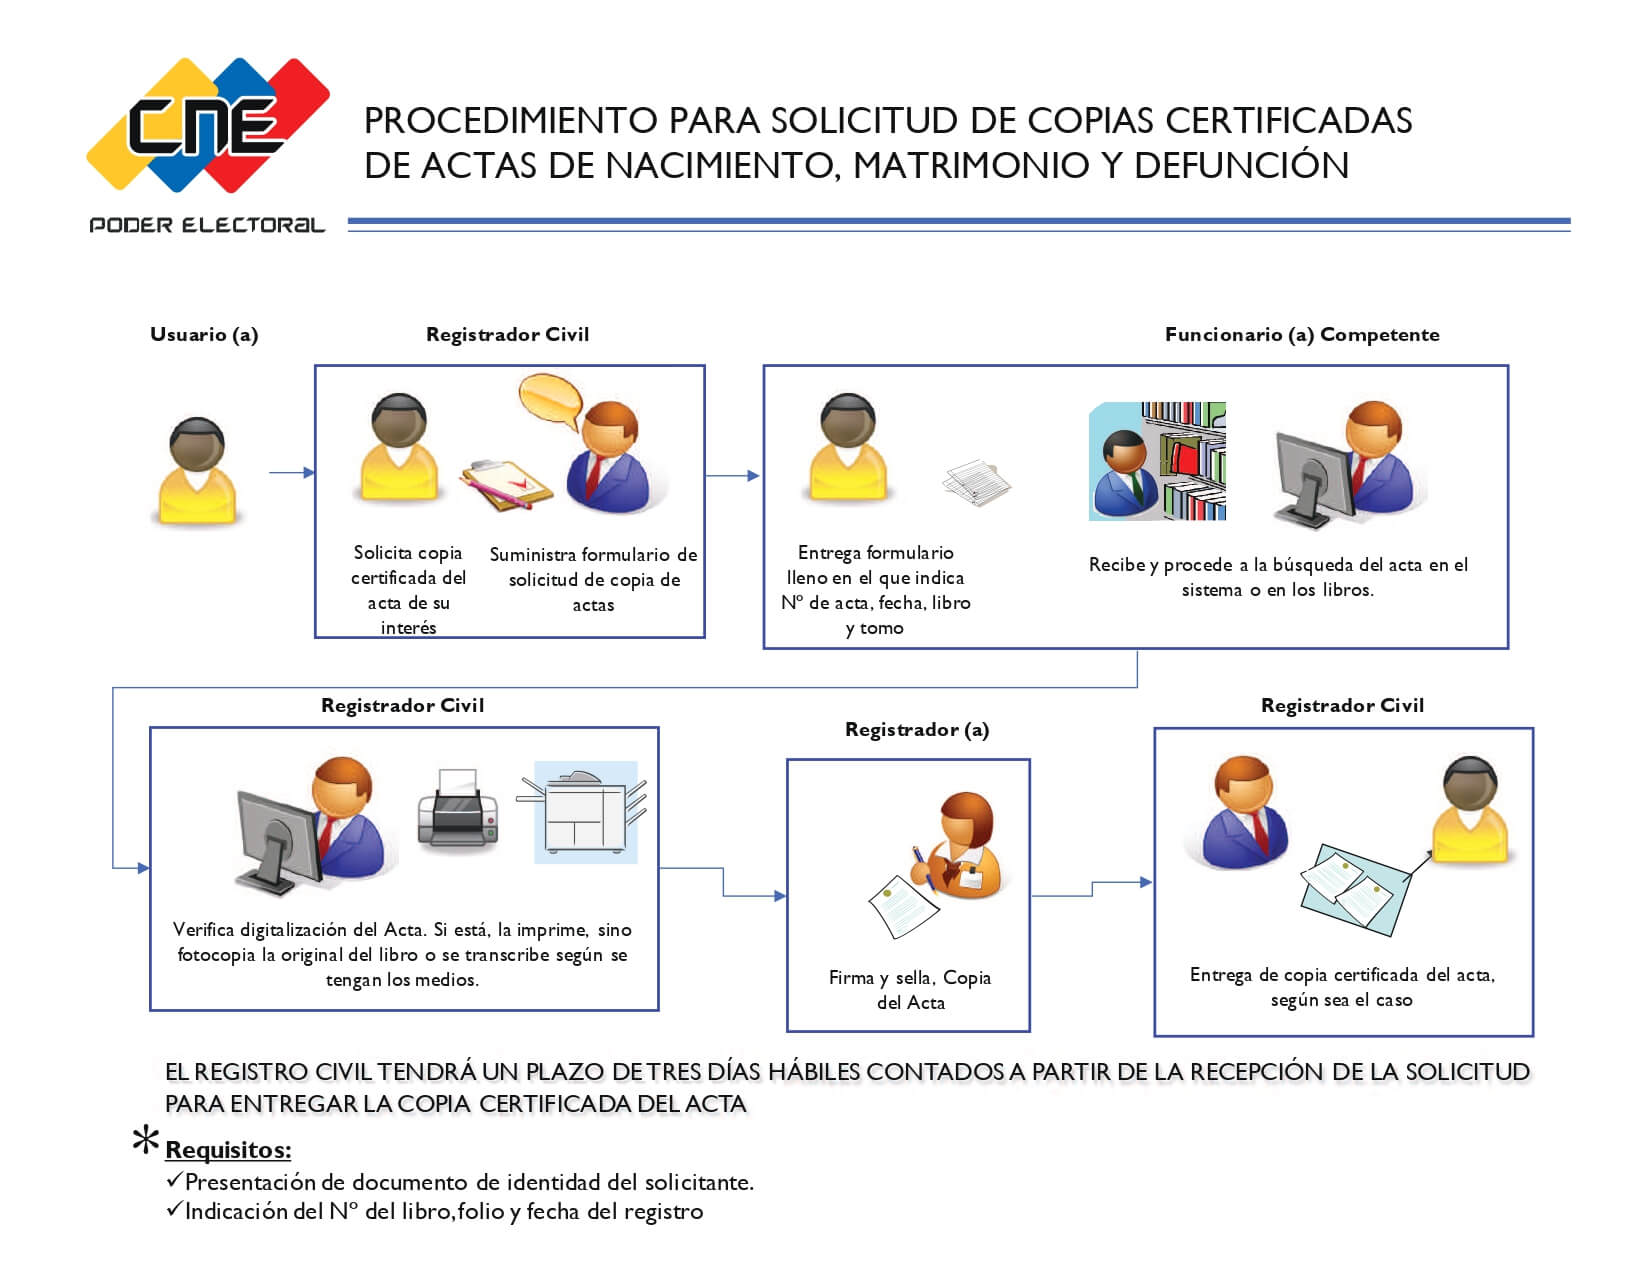 CNE
PODER ELECTORAL
PROCEDIMIENTO PARA SOLICITUD DE COPIAS CERTIFICADAS
DE ACTAS DE NACIMIENTO, MATRIMONIO Y DEFUNCIÓN
Usuario (a)
Registrador Civil
Funcionario (a) Competente
Solicita copia
certificada del
acta de su
interés
Suministra formulario de
solicitud de copia de
actas
Entrega formulario
lleno en el que indica
Nº de acta, fecha, libro
y tomo
Recibe y procede a la búsqueda del acta en el
sistema o en los libros.
Registrador Civil
Registrador (a)
Registrador Civil
Verifica digitalización del Acta. Si está, la imprime, sino
fotocopia la original del libro o se transcribe según se
tengan los medios.
Firma y sella, Copia
del Acta
Entrega de copia certificada del acta,
según sea el caso
EL REGISTRO CIVIL TENDRÁ UN PLAZO DE TRES DÍAS HÁBILES CONTADOS A PARTIR DE LA RECEPCIÓN DE LA SOLICITUD
PARA ENTREGAR LA COPIA CERTIFICADA DEL ACTA
* Requisitos:
✓Presentación de documento de identidad del solicitante.
✓Indicación del Nº del libro, folio y fecha del registro